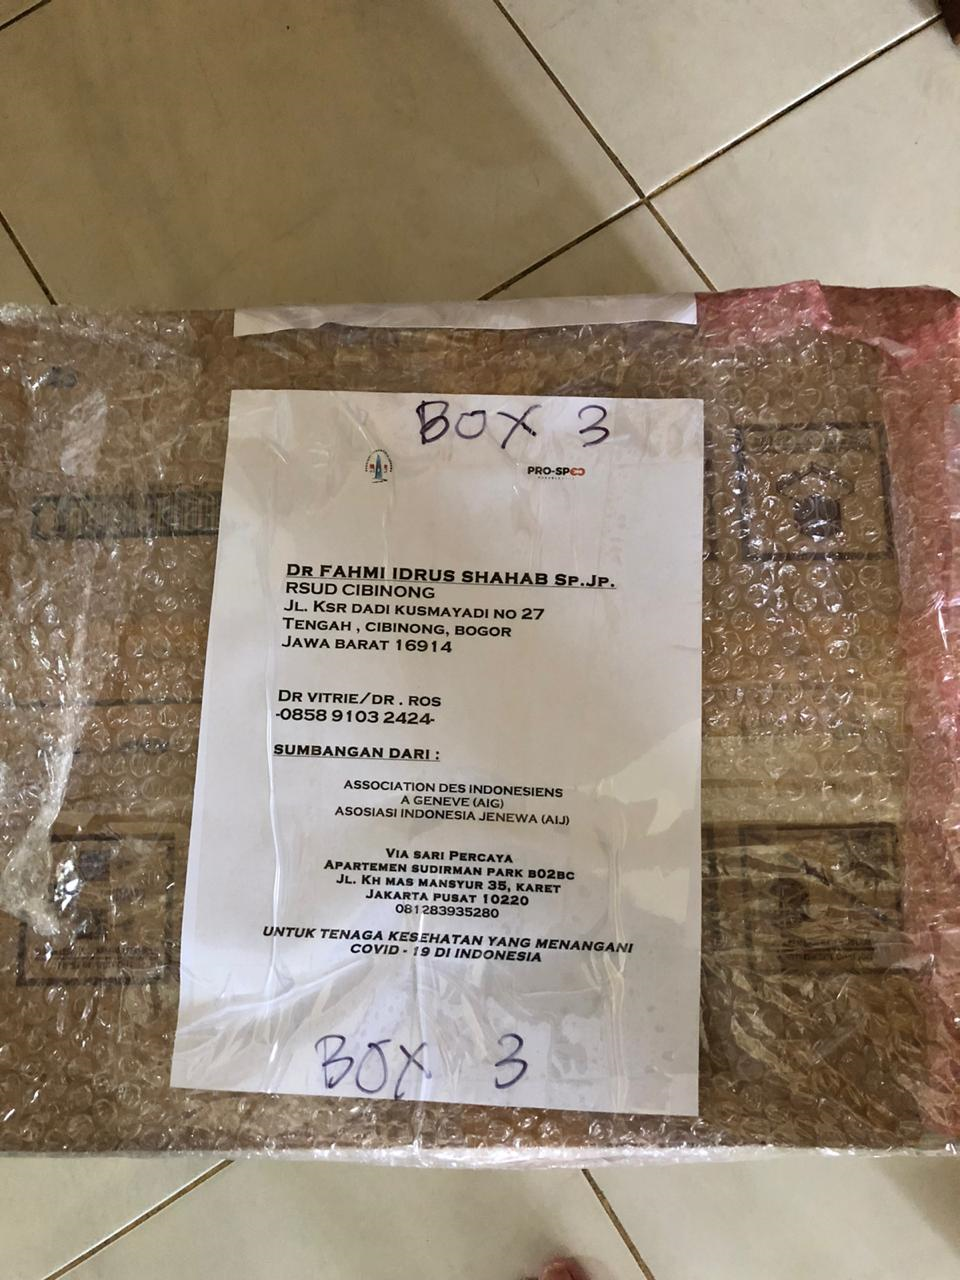 BOX 3
PRO-SPEC
DR FAHMI IDRUS SHAHAB SP.JP.
RSUD CIBINONG
JL. KSR DADI KUSMAYADI NO 27
TENGAH , CIBINONG, BOGOR
JAWA BARAT 16914
DR VITRIE/DR . ROS
-0858 9103 2424-
SUMBANGAN DARI :
ASSOCIATION DES INDONESIENS
A GENEVE (AIG)
ASOSIASI INDONESIA JENEWA (AIJ)
VIA SARI PERCAYA
APARTEMEN SUDIRMAN PARK B02BC
JL. KH MAS MANSYUR 35, KARET
JAKARTA PUSAT 10220
081283935280
UNTUK TENAGA KESEHATAN YANG MENANGANI
COVID - 19 DI INDONESIA
BOX 3